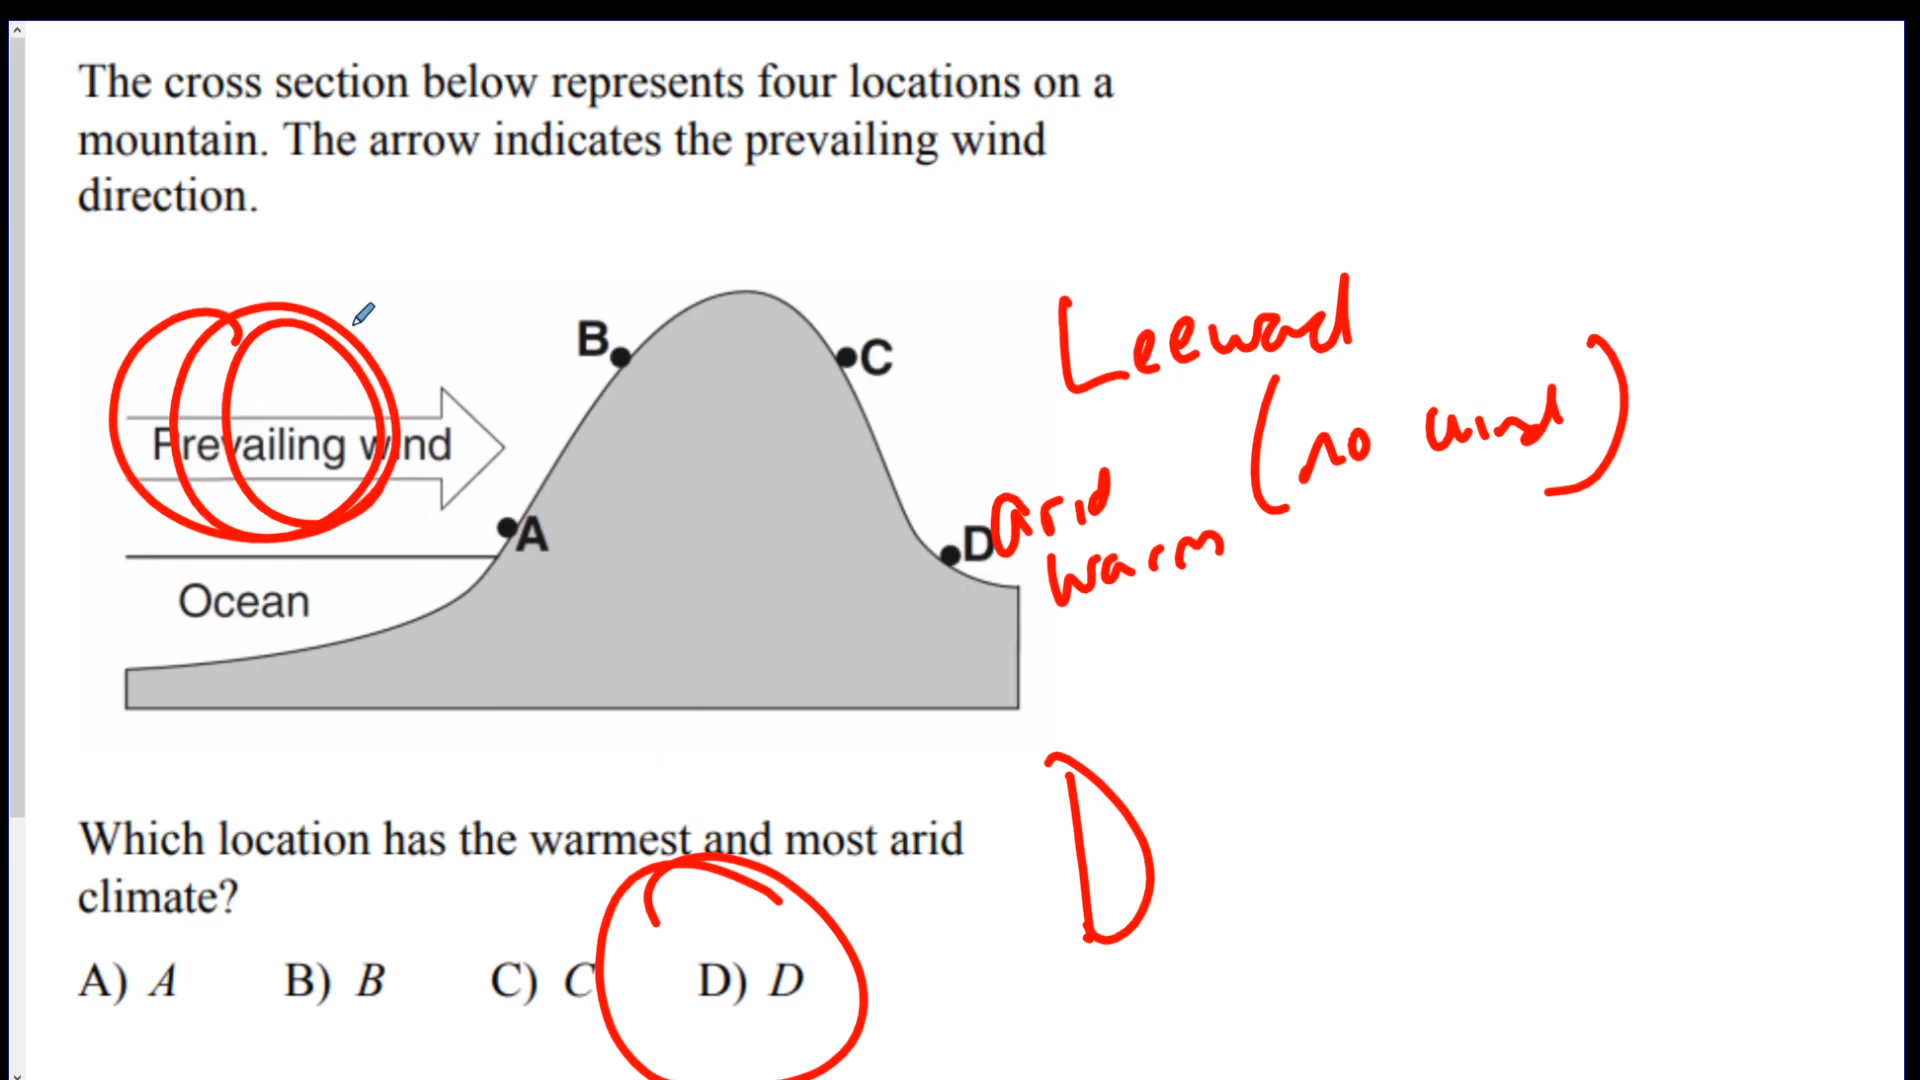 The cross section below represents four locations on a
mountain. The arrow indicates the prevailing wind
direction.
B
C
Leeward
(no wind)
Prevailing wind
A
D
arid
warm
Ocean
D
Which location has the warmest and most arid
climate?
A) A B) B C) C D) D